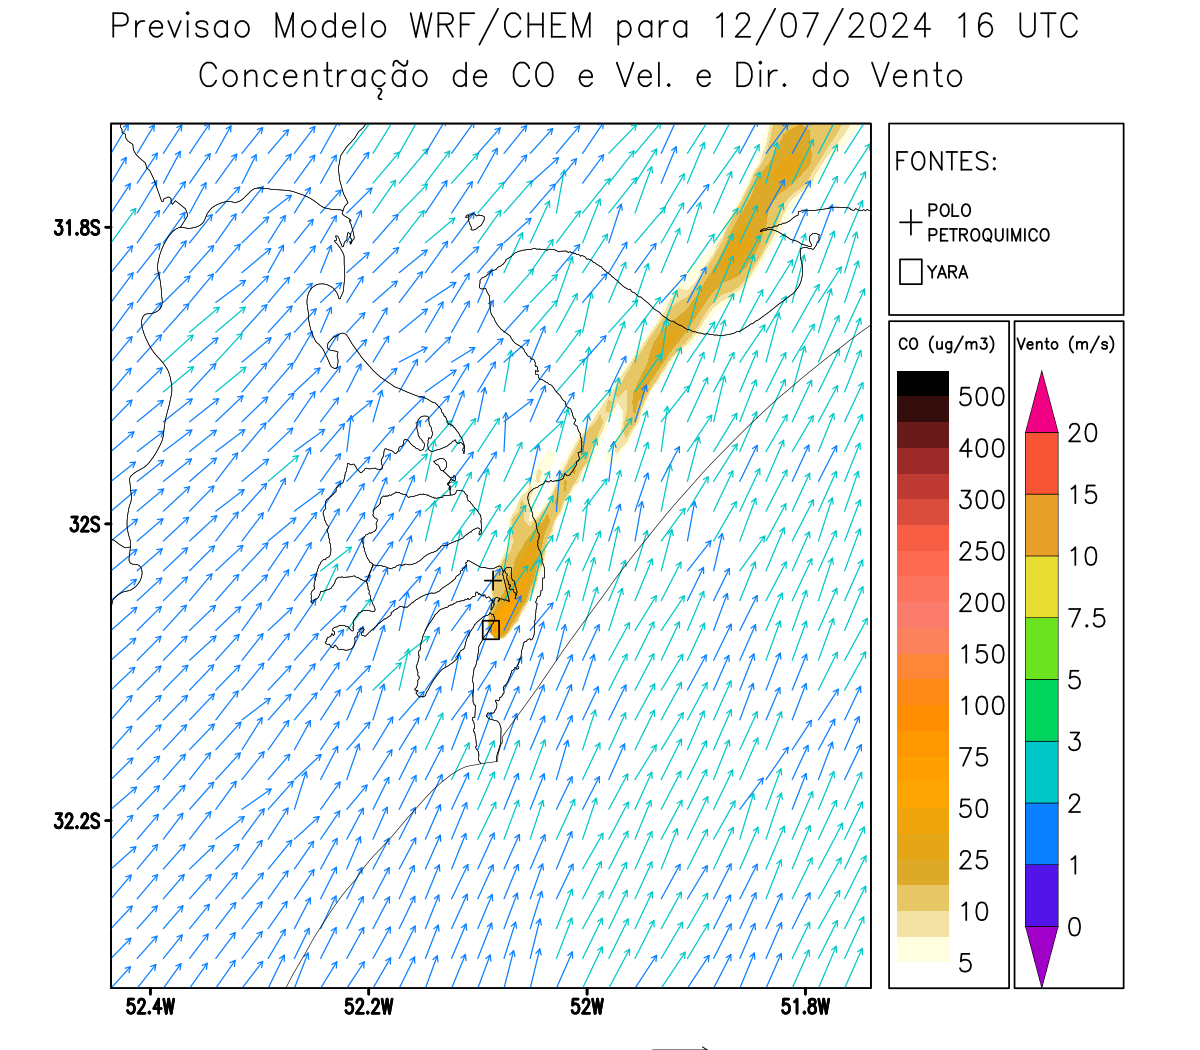 Previsao Modelo WRF/CHEM para 12/07/2024 16 UTC
Concentração de CO e Vel. e Dir. do Vento
FONTES:
POLO
PETROQUIMICO
YARA
CO (ug/m3)
500
400
300
250
200
150
100
75
50
25
10
5
Vento (m/s)
20
15
10
7.5
5
3
2
1
0
31.8S
32S
32.2S
52.4W
52.2W
52W
51.8W